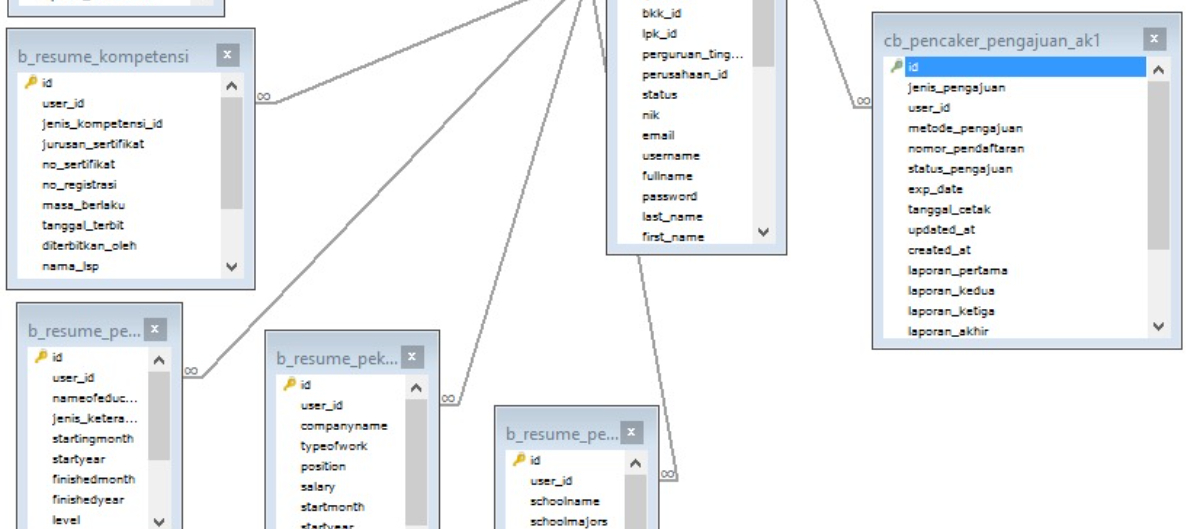 b_resume_kompetensi
id
user_id
jenis_kompetensi_id
jurusan_sertifikat
no_sertifikat
no_registrasi
masa_berlaku
tanggal_terbit
diterbitkan_oleh
nama_lsp
∞
bkk_id
lpk_id
perguruan_ting...
perusahaan_id
status
nik
email
username
fullname
password
last_name
first_name
cb_pencaker_pengajuan_ak1
id
jenis_pengajuan
user_id
metode_pengajuan
nomor_pendaftaran
status_pengajuan
exp_date
tanggal_cetak
updated_at
created_at
laporan_pertama
laporan_kedua
laporan_ketiga
laporan_akhir
∞
b_resume_pe...
id
user_id
nameofeduc...
jenis_ketera...
startingmonth
startyear
finishedmonth
finishedyear
level
∞
b_resume_pek...
id
user_id
companyname
typeofwork
position
salary
startmonth
startyear
∞
b_resume_pe...
id
user_id
schoolname
schoolmajors
∞